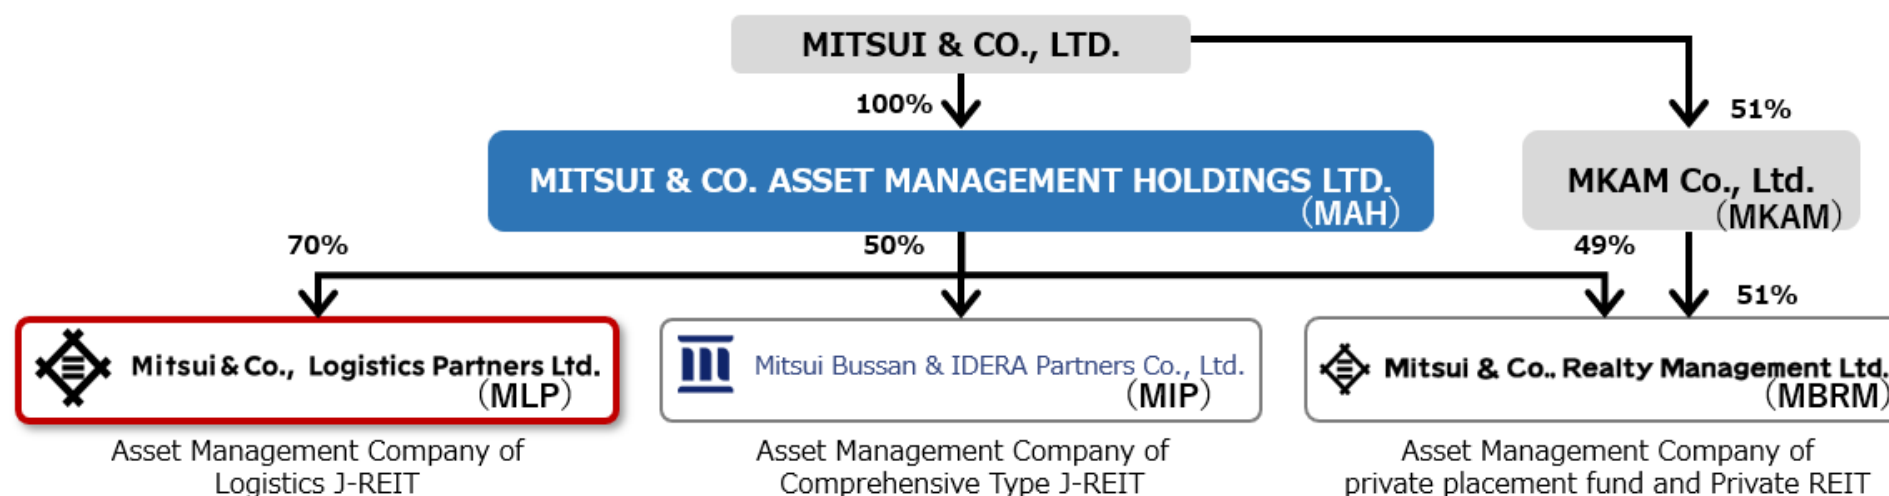 MITSUI & CO., LTD.
100%
51%
MITSUI & CO. ASSET MANAGEMENT HOLDINGS LTD.
(MAH)
MKAM Co., Ltd.
(MKAM)
70%
50%
49%
51%
Mitsui & Co., Logistics Partners Ltd.
(MLP)
Mitsui Bussan & IDERA Partners Co., Ltd.
(MIP)
Mitsui & Co., Realty Management Ltd.
(MBRM)
Asset Management Company of
Logistics J-REIT
Asset Management Company of
Comprehensive Type J-REIT
Asset Management Company of
private placement fund and Private REIT